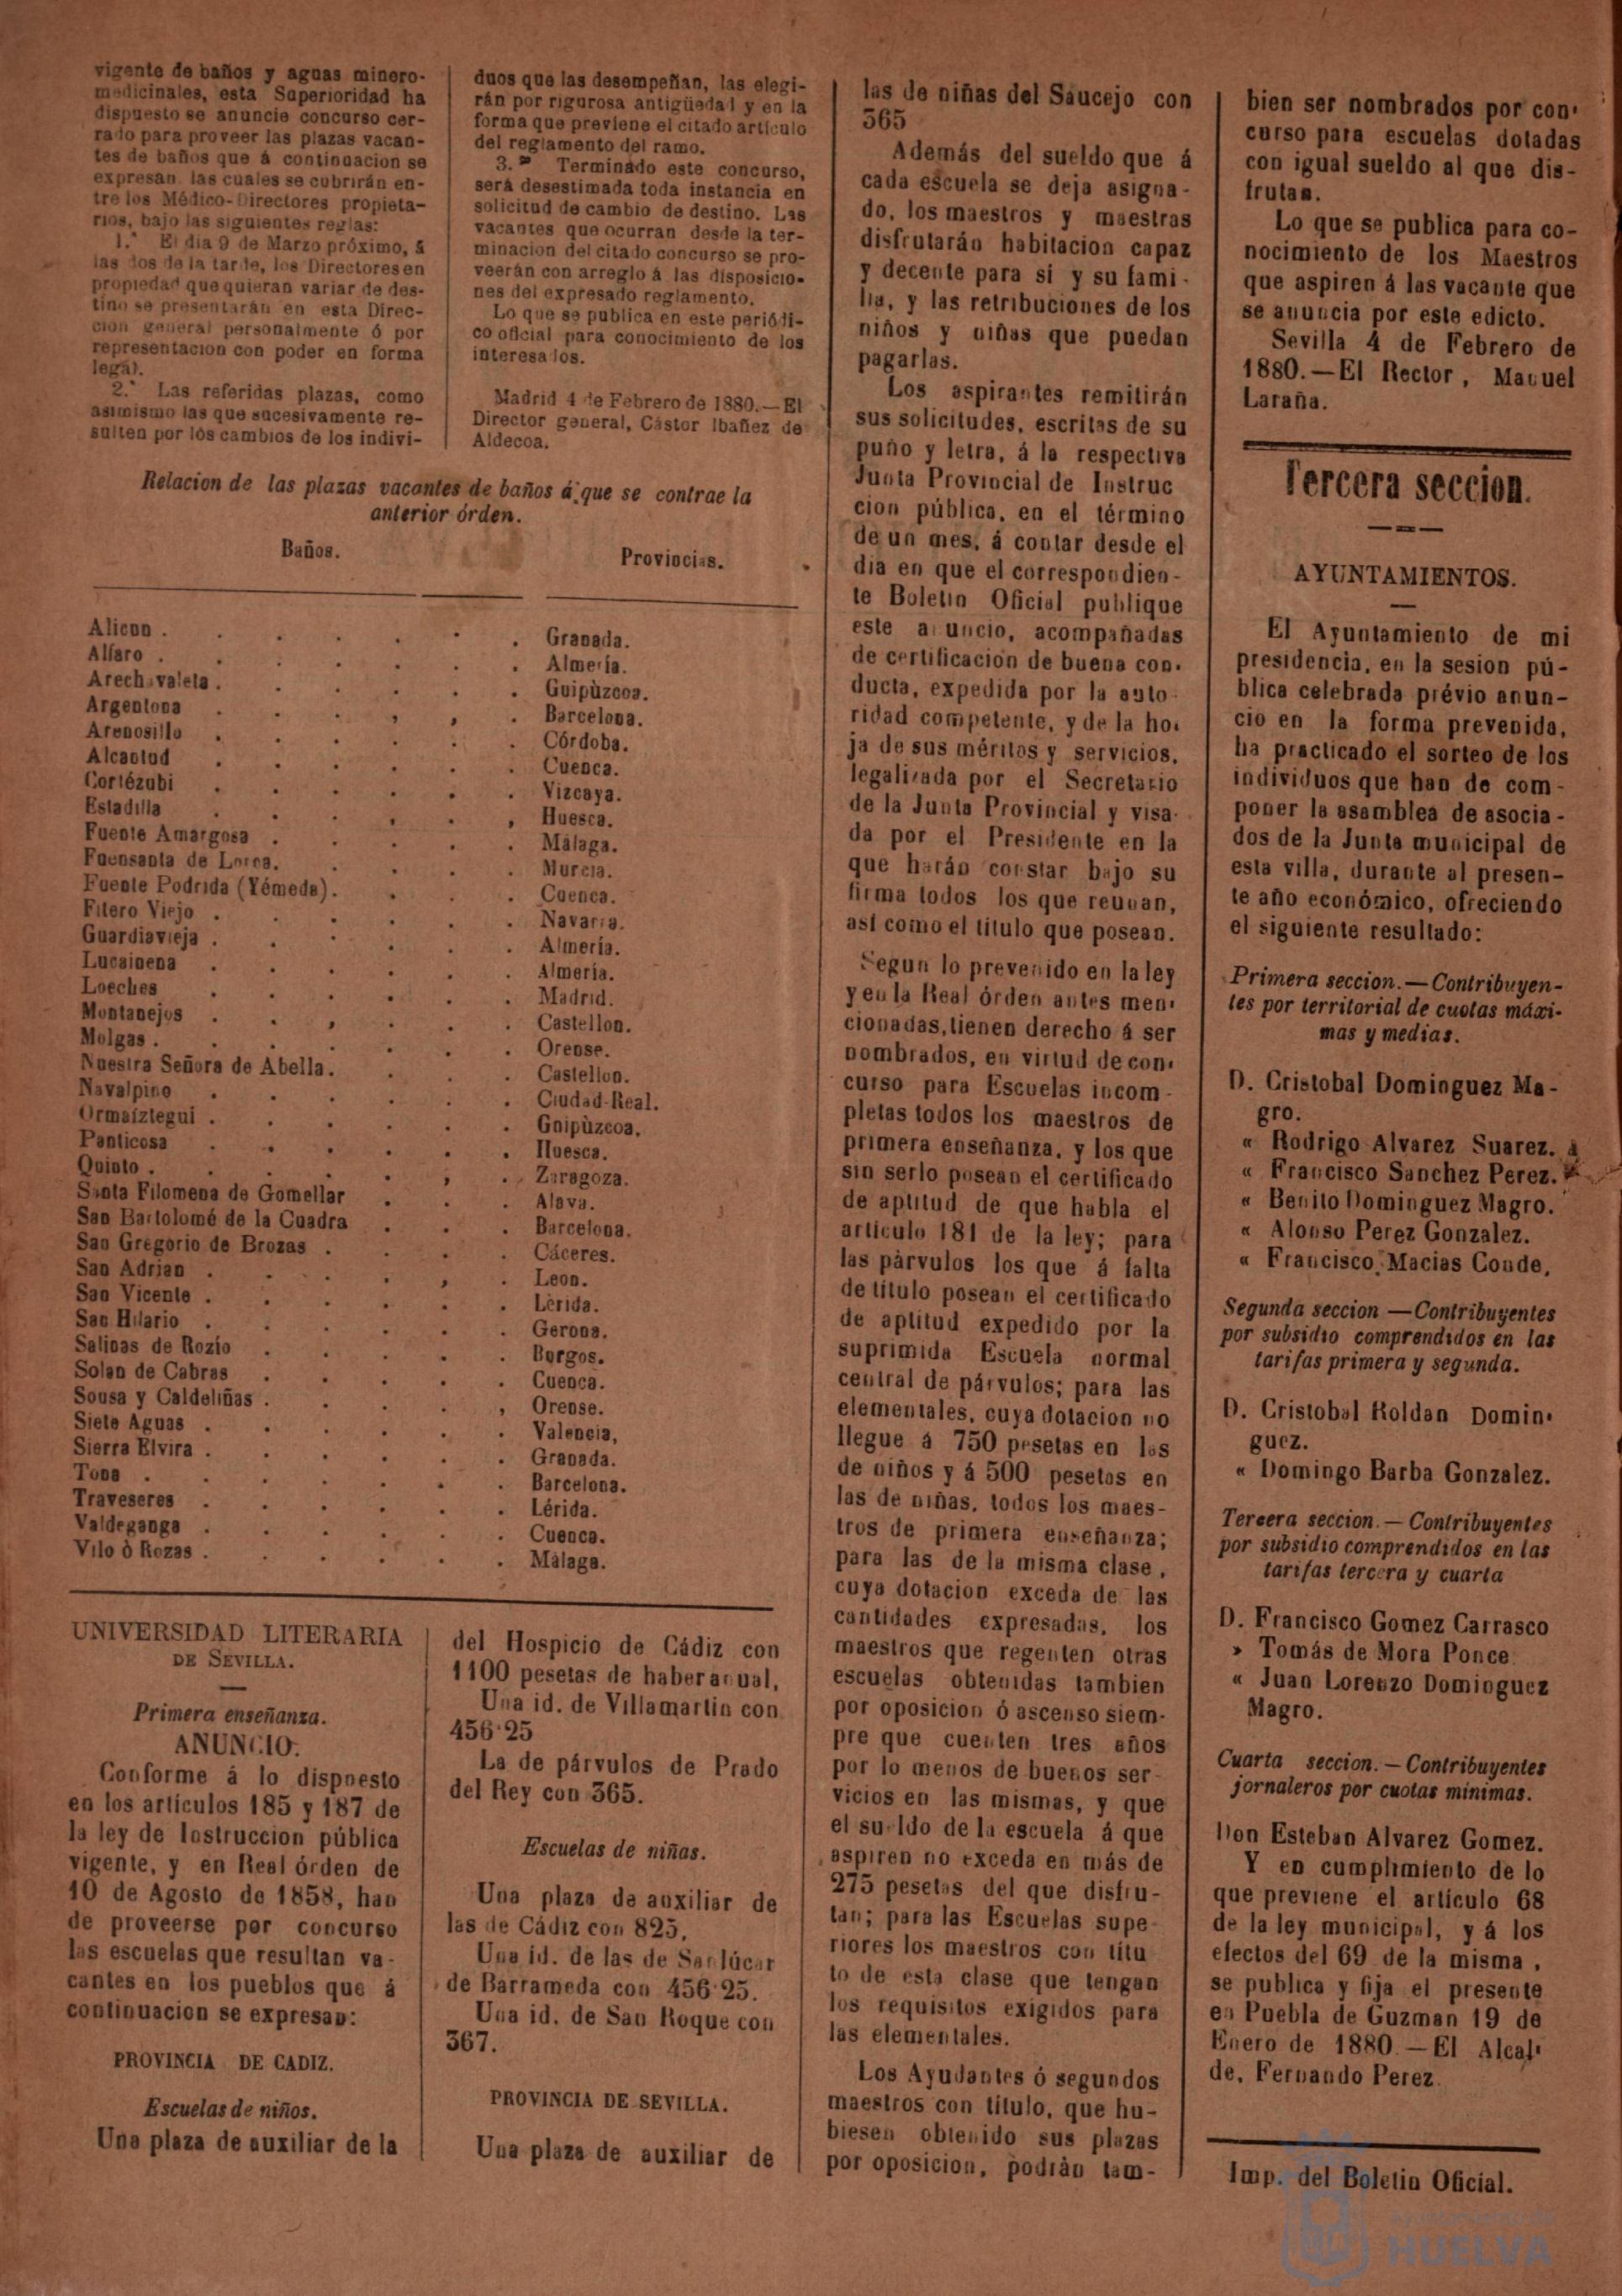 vigente de baños y aguas minero-
medicinales, esta Superioridad ha
dispuesto se anuncie concurso cer-
rado para proveer las plazas vacan-
tes de baños que á continuacion se
expresan. las cuales se cubrirán en-
tre los Médico-Directores propieta-
rios, bajo las siguientes reglas:
1.ª El dia 9 de Marzo próximo, á
las dos de la tarde, los Directores en
propiedad que quieran variar de des-
tino se presentarán en esta Direc-
cion general personalmente ó por
representacion con poder en forma
legal.
2.ª Las referidas plazas, como
asimismo las que sucesivamente re-
sulten por lós cambios de los indivi-
duos que las desempeñan, las elegi-
rán por rigurosa antigüedad y en la
forma que previene el citado artículo
del reglamento del ramo.
3.ª Terminado este concurso,
será desestimada toda instancia en
solicitud de cambio de destino. Las
vacantes que ocurran desde la ter-
minacion del citado concurso se pro-
veerán con arreglo á las disposicio-
nes del expresado reglamento.
Lo que se publica en este periódi-
co oficial para conocimiento de los
interesados.
Madrid 4 de Febrero de 1880.—El
Director general, Cástor Ibañez de
Aldecoa.
Relacion de las plazas vacantes de baños á que se contrae la
anterior órden.
Baños. Provincias.
Alicun . . . . . . . Granada.
Alfaro . . . . . . . Almería.
Arechavaleta . . . . . . Guipùzcoa.
Argentona . . . , , . Barcelona.
Arenosillo . . . . . . Córdoba.
Alcantud . . . . . . Cuenca.
Cortézubi . . . . . . Vizcaya.
Estadilla . . . , . , Huesca.
Fuente Amargosa . . . . . Málaga.
Fuensanta de Lorca. . . . . Murcia.
Fuente Podrida (Yémeda) . . . . Cuenca.
Fitero Viejo . . . . . . Navarra.
Guardiavieja . . . . . . Almería.
Lucainena . . . . . . Almería.
Loeches . . . . . . Madrid.
Montanejos . . , . . . Castellon.
Molgas . . . . . . . Orense.
Nuestra Señora de Abella. . . . Castellon.
Navalpino . . . . . . Ciudad-Real.
Ormaíztegui . . . . . . Guipùzcoa.
Panticosa . . . . . . Huesca.
Quinto . . . . . , . Zaragoza.
Santa Filomena de Gomellar . . . Alava.
San Bartolomé de la Cuadra . . . Barcelona.
San Gregorio de Brozas . . . . Cáceres.
San Adrian . . . . , . Leon.
San Vicente . . . . . . Lérida.
San Hilario . . . . . . Gerona.
Salinas de Rozío . . . . . Burgos.
Solan de Cabras . . . . . Cuenca.
Sousa y Caldeliñas . . . . , Orense.
Siete Aguas . . . . . . Valencia,
Sierra Elvira . . . . . . Granada.
Tona . . . . . . . Barcelona.
Traveseres . . . . . . Lérida.
Valdeganga . . . . . . Cuenca.
Vilo ò Rozas . . . . . . Málaga.
UNIVERSIDAD LITERARIA
DE SEVILLA.
Primera enseñanza.
ANUNCIO.
Conforme á lo dispuesto
en los artículos 185 y 187 de
la ley de Instruccion pública
vigente, y en Real órden de
10 de Agosto de 1858, han
de proveerse por concurso
las escuelas que resultan va-
cantes en los pueblos que á
continuacion se expresan:
PROVINCIA DE CADIZ.
Escuelas de niños.
Una plaza de auxiliar de la
del Hospicio de Cádiz con
1100 pesetas de haber anual,
Una id. de Villamartin con
456'25
La de párvulos de Prado
del Rey con 365.
Escuelas de niñas.
Una plaza de auxiliar de
las de Cádiz con 825,
Una id. de las de Sanlúcar
de Barrameda con 456'25.
Una id. de San Roque con
367.
PROVINCIA DE SEVILLA.
Una plaza de auxiliar de
las de niñas del Saucejo con
365
Además del sueldo que á
cada escuela se deja asigna-
do, los maestros y maestras
disfrutarán habitacion capaz
y decente para sí y su fami-
lia, y las retribuciones de los
niños y niñas que puedan
pagarlas.
Los aspirantes remitirán
sus solicitudes, escritas de su
puño y letra, á la respectiva
Junta Provincial de Instruc
cion pública, en el término
de un mes, á contar desde el
dia en que el correspondien-
te Boletin Oficial publique
este anuncio, acompañadas
de certificacion de buena con-
ducta, expedida por la auto-
ridad competente, y de la ho-
ja de sus méritos y servicios,
legalizada por el Secretario
de la Junta Provincial y visa-
da por el Presidente en la
que harán constar bajo su
firma todos los que reunan,
así como el título que posean.
Segun lo prevenido en la ley
y en la Real órden antes men-
cionadas, tienen derecho á ser
nombrados, en virtud de con-
curso para Escuelas incom-
pletas todos los maestros de
primera enseñanza, y los que
sin serlo posean el certificado
de aptitud de que habla el
artículo 181 de la ley; para
las párvulos los que á falta
de título posean el certificado
de aptitud expedido por la
suprimida Escuela normal
central de párvulos; para las
elementales, cuya dotacion no
llegue á 750 pesetas en las
de niños y á 500 pesetas en
las de niñas, todos los maes-
tros de primera enseñanza;
para las de la misma clase,
cuya dotacion exceda de las
cantidades expresadas, los
maestros que regenten otras
escuelas obtenidas tambien
por oposicion ó ascenso siem-
pre que cuenten tres años
por lo menos de buenos ser-
vicios en las mismas, y que
el sueldo de la escuela á que
aspiren no exceda en más de
275 pesetas del que disfru-
tan; para las Escuelas supe-
riores los maestros con títu
lo de esta clase que tengan
los requisitos exigidos para
las elementales.
Los Ayudantes ó segundos
maestros con título, que hu-
biesen obtenido sus plazas
por oposicion, podrán tam-
bien ser nombrados por con-
curso para escuelas dotadas
con igual sueldo al que dis-
frutan.
Lo que se publica para co-
nocimiento de los Maestros
que aspiren á las vacante que
se anuncia por este edicto.
Sevilla 4 de Febrero de
1880.—El Rector, Manuel
Laraña.
Tercera seccion.
AYUNTAMIENTOS.
El Ayuntamiento de mi
presidencia, en la sesion pú-
blica celebrada prévio anun-
cio en la forma prevenida,
ha practicado el sorteo de los
individuos que han de com-
poner la asamblea de asocia-
dos de la Junta municipal de
esta villa, durante al presen-
te año económico, ofreciendo
el siguiente resultado:
Primera seccion.—Contribuyen-
tes por territorial de cuotas máxi-
mas y medias.
D. Cristobal Dominguez Ma-
gro.
« Rodrigo Alvarez Suarez.
« Francisco Sanchez Perez.
« Benito Dominguez Magro.
« Alonso Perez Gonzalez.
« Francisco Macias Conde,
Segunda seccion—Contribuyentes
por subsidio comprendidos en las
tarifas primera y segunda.
D. Cristobal Roldan Domin-
guez.
« Domingo Barba Gonzalez.
Tercera seccion.—Contribuyentes
por subsidio comprendidos en las
tarifas tercera y cuarta
D. Francisco Gomez Carrasco
» Tomás de Mora Ponce
« Juan Lorenzo Dominguez
Magro.
Cuarta seccion.—Contribuyentes
jornaleros por cuotas minimas.
Don Esteban Alvarez Gomez.
Y en cumplimiento de lo
que previene el artículo 68
de la ley municipal, y á los
efectos del 69 de la misma,
se publica y fija el presente
en Puebla de Guzman 19 de
Enero de 1880.—El Alcal-
de, Fernando Perez.
Imp. del Boletin Oficial.
HUELVA